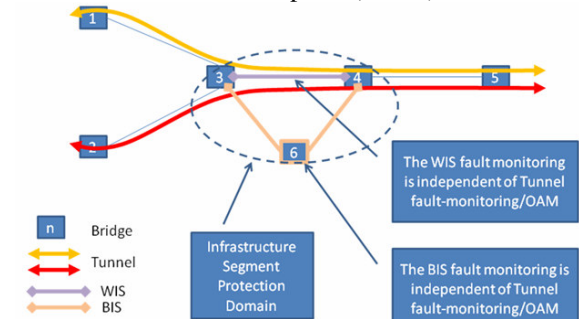 1
3
4
5
2
6
The WIS fault monitoring
is independent of Tunnel
fault-monitoring/OAM
n Bridge
Tunnel
WIS
BIS
Infrastructure
Segment
Protection
Domain
The BIS fault monitoring is
independent of Tunnel
fault-monitoring/OAM